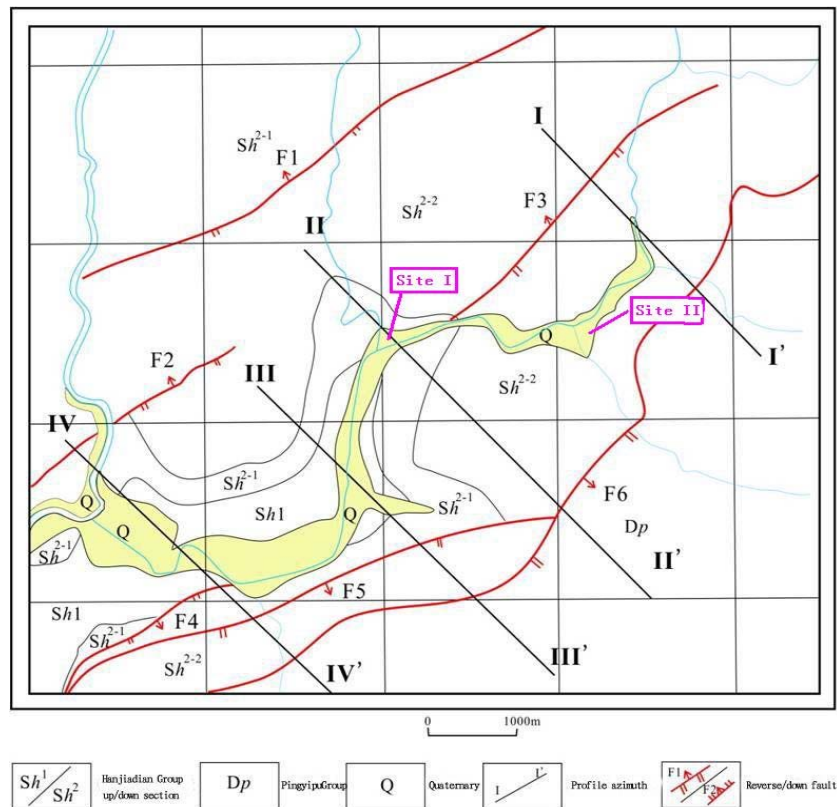 I
Sh2-1
F1
Sh2-2
F3
II
Site I
Site II
Q
I'
F2
Sh2-2
III
IV
Sh2-1
Q
Sh1
Q
Sh2-1
F6
Q
Dp
Sh2-1
II'
Sh1
F5
Sh2-1
F4
III'
Sh2-2
IV'
0 1000m
Sh1 Sh2
Hanjiadian Group
up/down section
Dp
PingyipuGroup
Q
Quaternary
I I'
Profile azimuth
F1 F2
Reverse/down fault